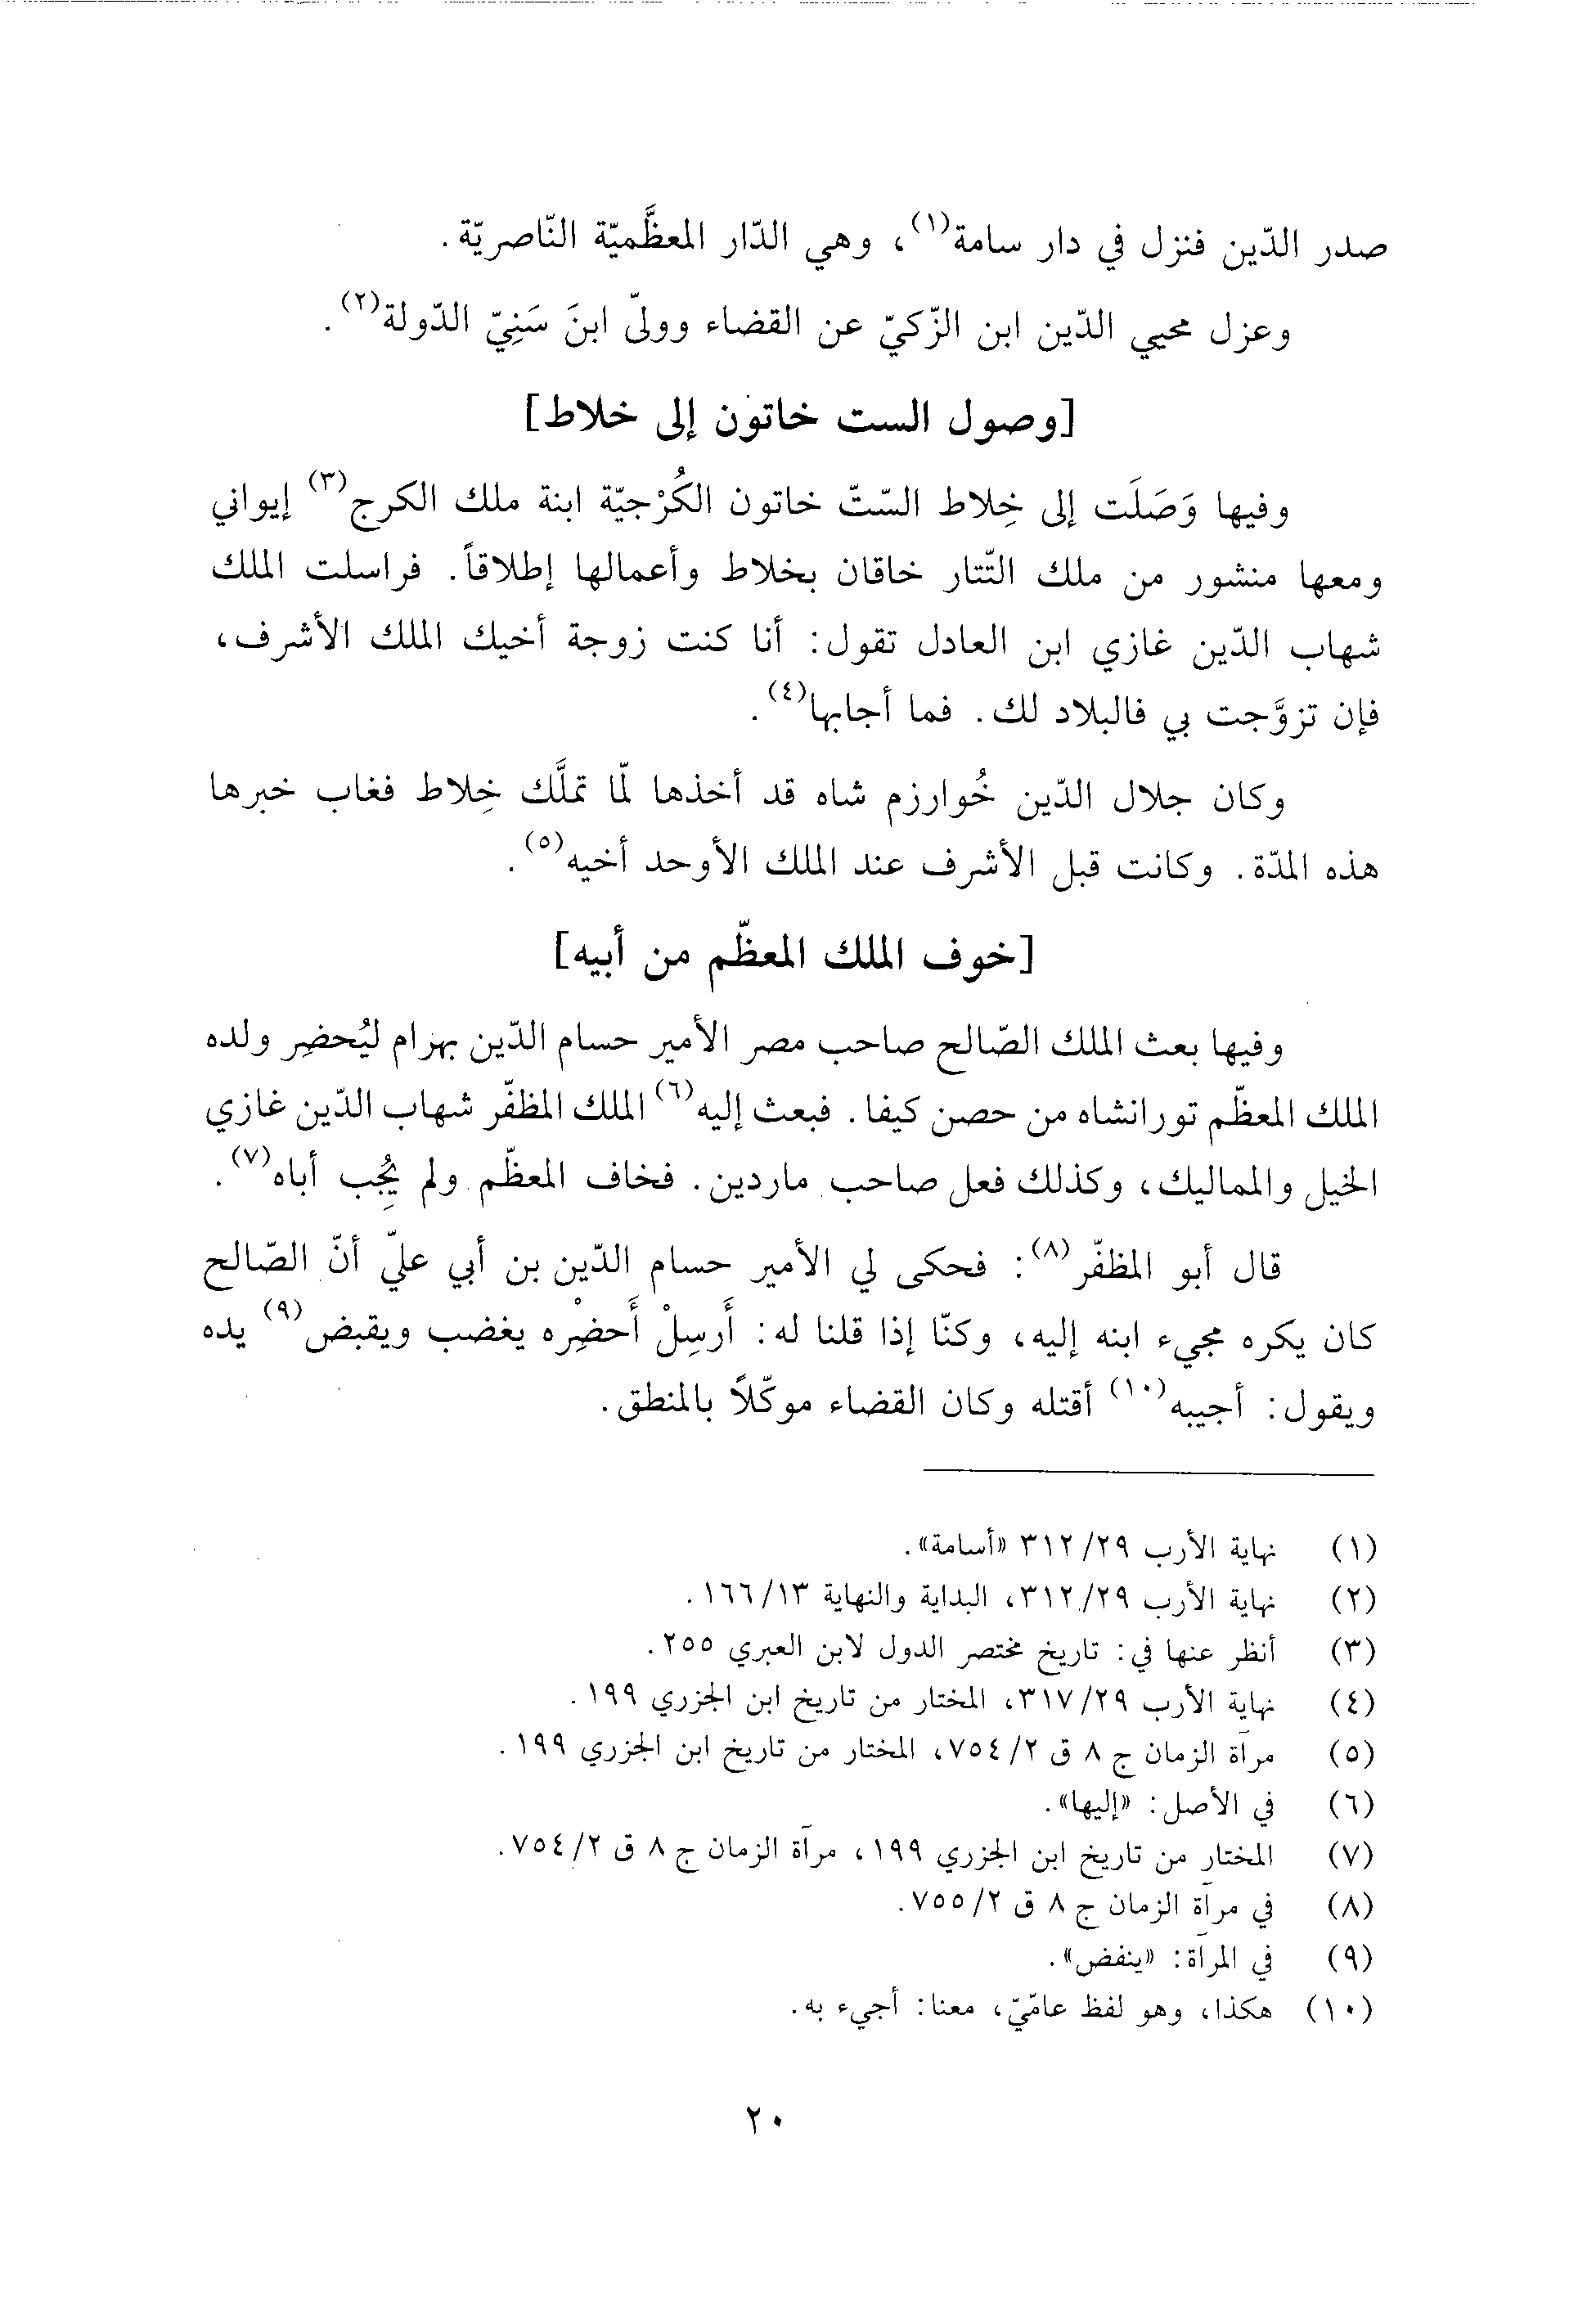 صدر الدّين فنزل في دار سامة(١)، وهي الدّار المعظَّميّة النّاصريّة.
وعزل محيي الدّين ابن الزّكيّ عن القضاء وولّى ابنَ سَنِيّ الدّولة(٢).
[وصول الست خاتون إلى خلاط]
وفيها وَصَلَت إلى خِلاط السّتّ خاتون الكُرْجيّة ابنة ملك الكرج(٣) إيواني
ومعها منشور من ملك التّتار خاقان بخلاط وأعمالها إطلاقاً. فراسلت الملك
شهاب الدّين غازي ابن العادل تقول: أنا كنت زوجة أخيك الملك الأشرف،
فإن تزوَّجت بي فالبلاد لك. فما أجابها(٤).
وكان جلال الدّين خُوارزم شاه قد أخذها لمّا تملَّك خِلاط فغاب خبرها
هذه المدّة. وكانت قبل الأشرف عند الملك الأوحد أخيه(٥).
[خوف الملك المعظّم من أبيه]
وفيها بعث الملك الصّالح صاحب مصر الأمير حسام الدّين بهرام ليُحضِر ولده
الملك المعظّم تورانشاه من حصن كيفا. فبعث إليه(٦) الملك المظفّر شهاب الدّين غازي
الخيل والمماليك، وكذلك فعل صاحب ماردين. فخاف المعظّم ولم يُجِب أباه(٧).
قال أبو المظفّر(٨): فحكى لي الأمير حسام الدّين بن أبي عليّ أنّ الصّالح
كان يكره مجيء ابنه إليه، وكنّا إذا قلنا له: أَرسِلْ أَحضِْره يغضب ويقبض(٩) يده
ويقول: أجيبه(١٠) أقتله وكان القضاء موكّلاً بالمنطق.
(١) نهاية الأرب ٢٩/ ٣١٢ «أسامة».
(٢) نهاية الأرب ٢٩/ ٣١٢، البداية والنهاية ١٣/ ١٦٦.
(٣) أنظر عنها في: تاريخ مختصر الدول لابن العبري ٢٥٥.
(٤) نهاية الأرب ٢٩/ ٣١٧، المختار من تاريخ ابن الجزري ١٩٩.
(٥) مرآة الزمان ج ٨ ق ٢/ ٧٥٤، المختار من تاريخ ابن الجزري ١٩٩.
(٦) في الأصل: «إليها».
(٧) المختار من تاريخ ابن الجزري ١٩٩، مرآة الزمان ج ٨ ق ٢/ ٧٥٤.
(٨) في مرآة الزمان ج ٨ ق ٢/ ٧٥٥.
(٩) في المرآة: «ينفض».
(١٠) هكذا، وهو لفظ عامّيّ، معنا: أجيء به.
٢٠